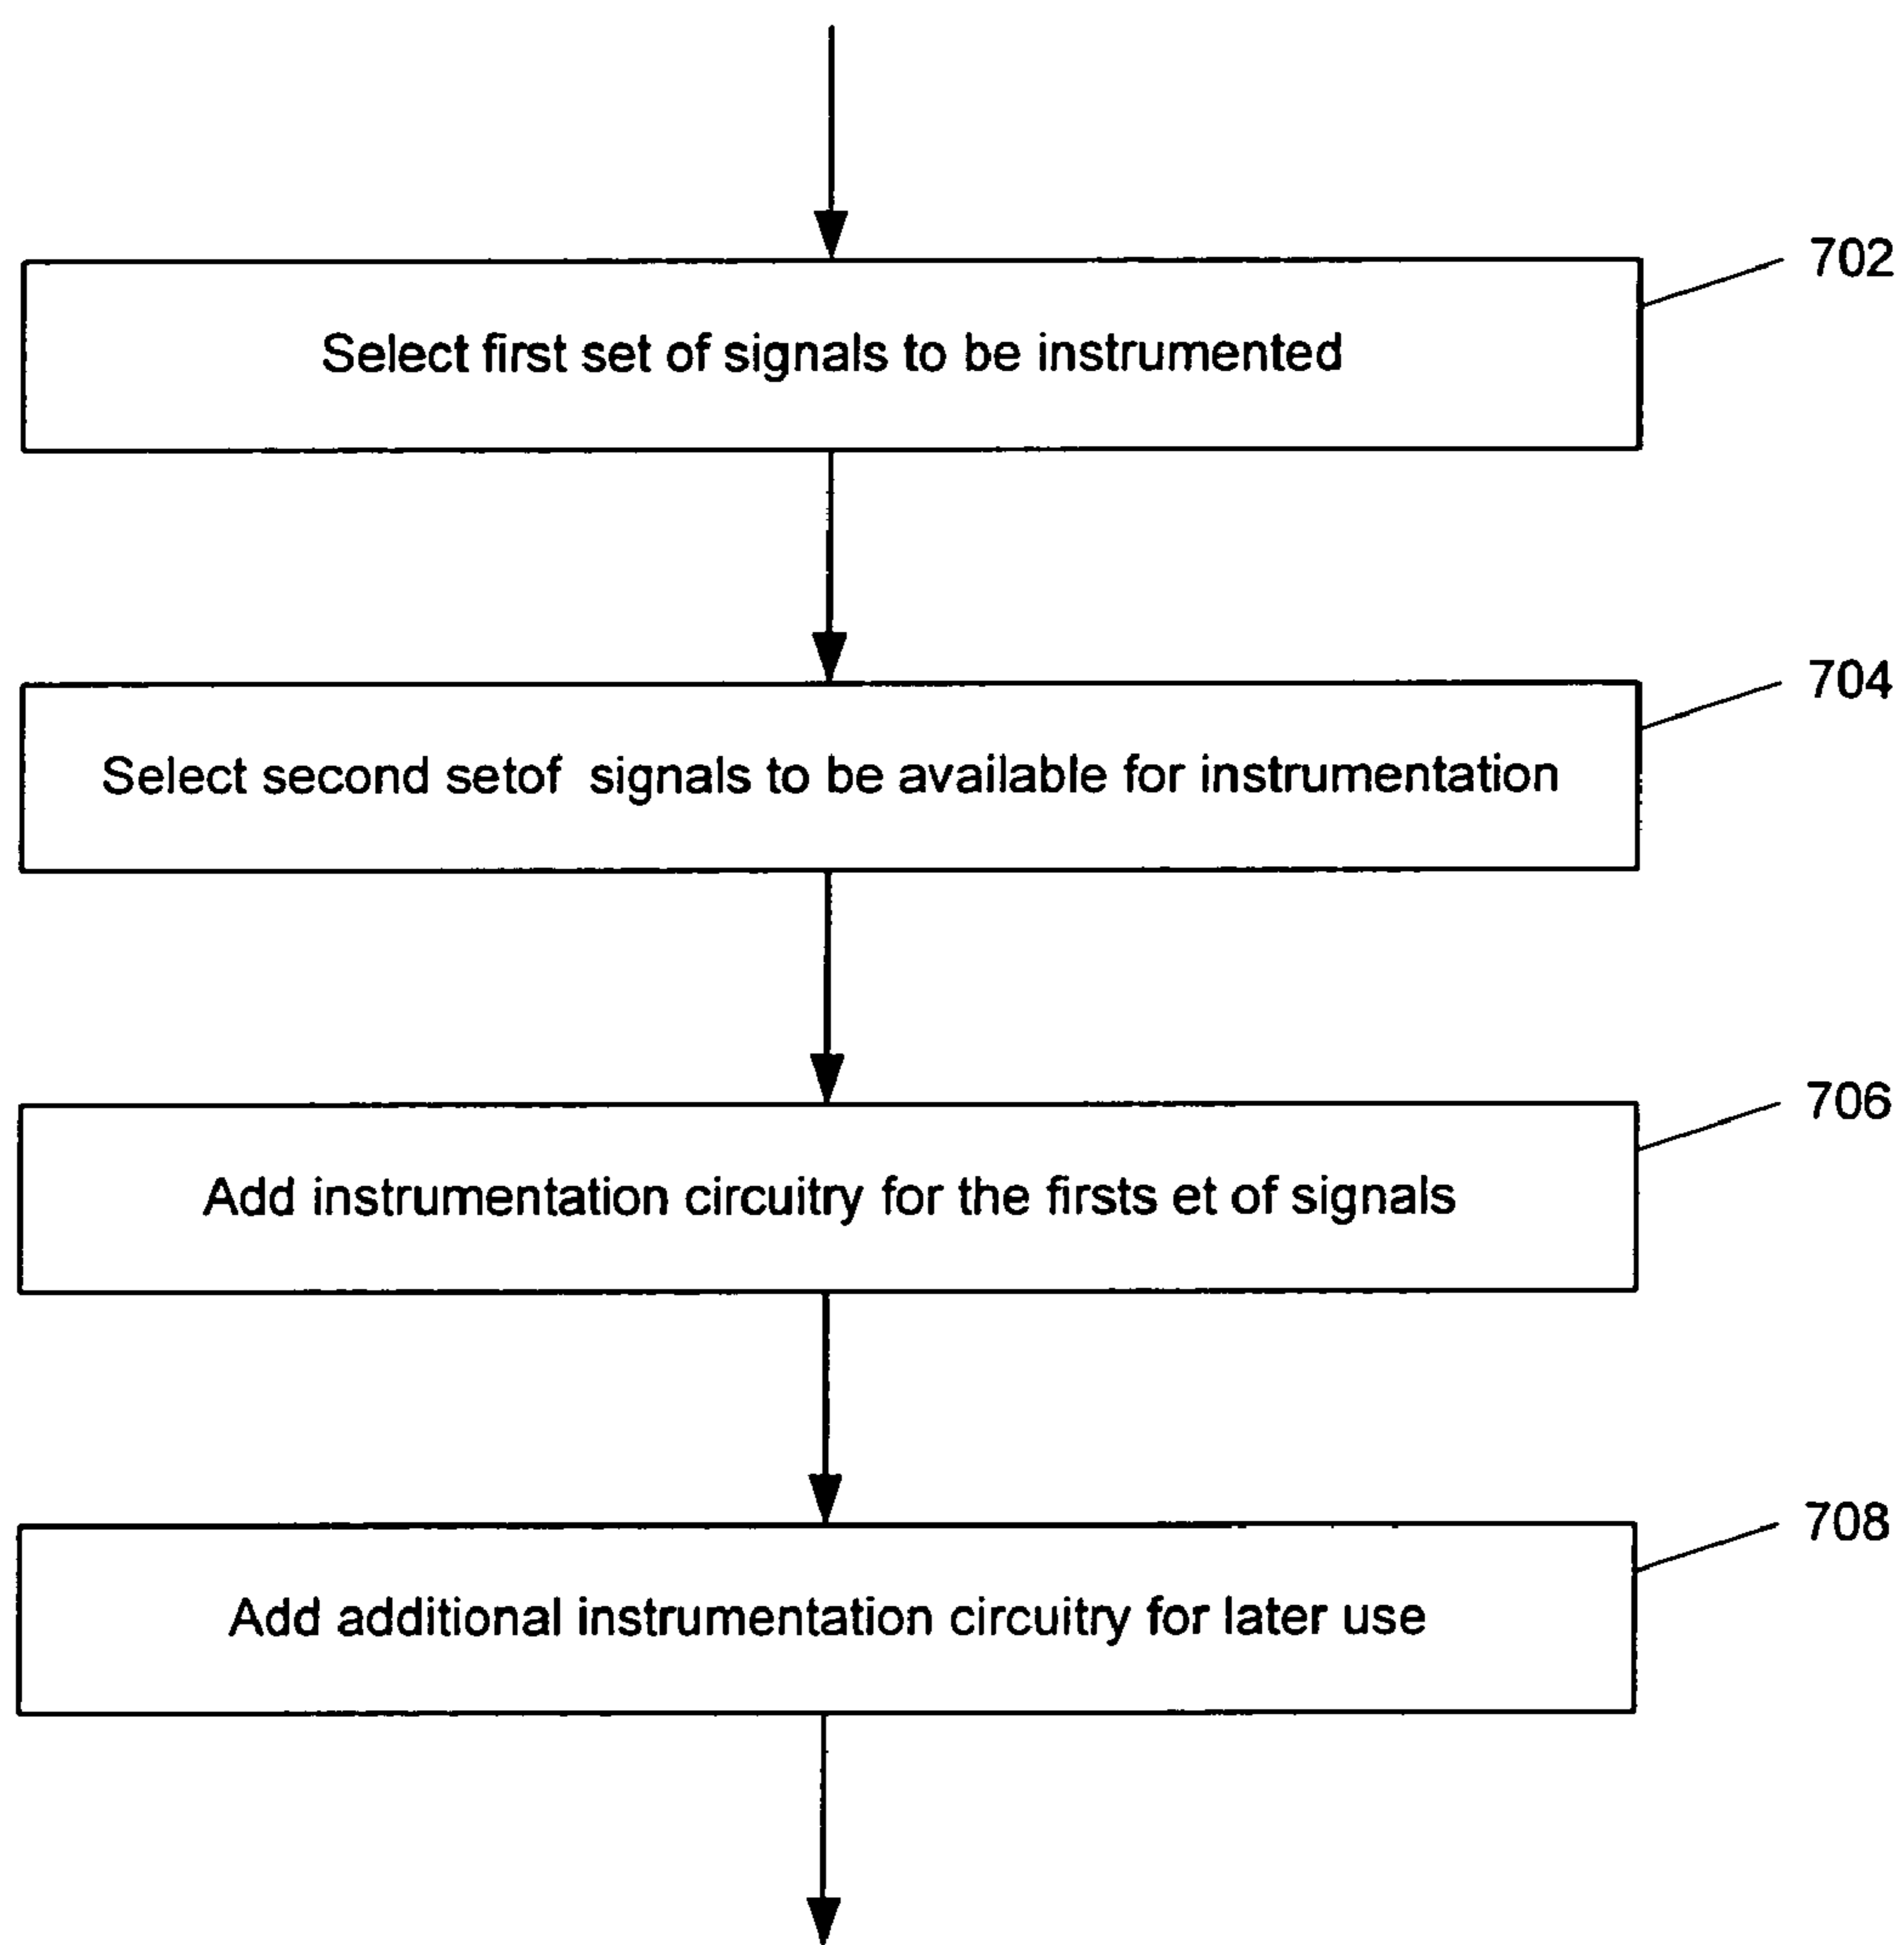 702
Select first set of signals to be instrumented
704
Select second setof signals to be available for instrumentation
706
Add instrumentation circuitry for the firsts et of signals
708
Add additional instrumentation circuitry for later use